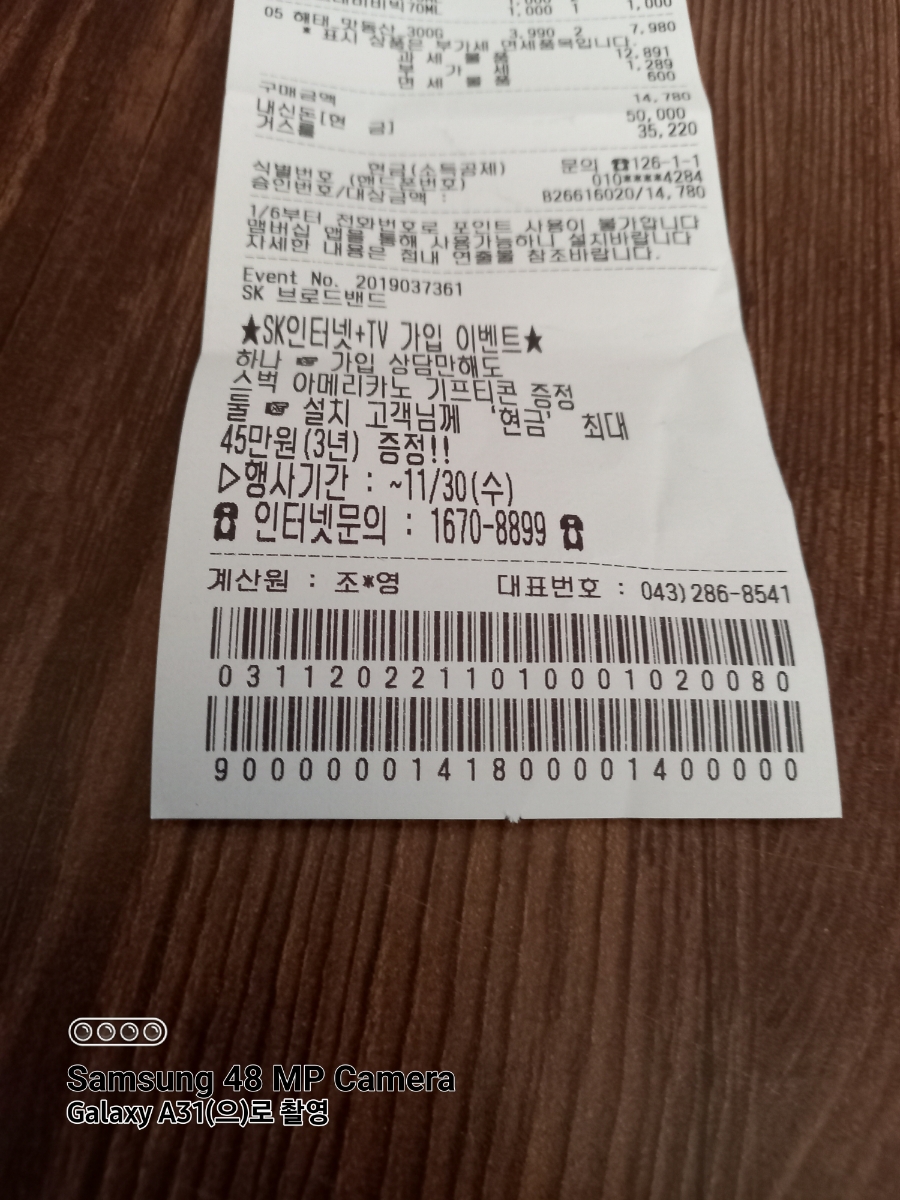 70ML 1,000 1 1,000
05 해태 맛동산 300G 3,990 2 7,980
* 표시 상품은 부가세 면세품목입니다.
과 세 물 품 12,891
부 가 세 1,289
면 세 물 품 600
구매금액 14,780
내신돈[현 금] 50,000
거스름 35,220
현금(소득공제) 문의 ☎126-1-1
식별번호 (핸드폰번호) 010****4284
승인번호/대상금액 : B26616020/14,780
1/6부터 전화번호로 포인트 사용이 불가합니다
멤버십 앱을 통해 사용가능하니 설치바랍니다
자세한 내용은 점내 연출물 참조바랍니다.
Event No. 2019037361
SK 브로드밴드
★SK인터넷+TV 가입 이벤트★
하나 ☞ 가입 상담만해도
스벅 아메리카노 기프티콘 증정
둘 ☞ 설치 고객님께 '현금' 최대
45만원(3년) 증정!!
▷행사기간 : ~11/30(수)
☎ 인터넷문의 : 1670-8899 ☎
계산원 : 조*영 대표번호 : 043)286-8541
0311202211010001020080
9000000141800001400000
Samsung 48 MP Camera
Galaxy A31(으)로 촬영